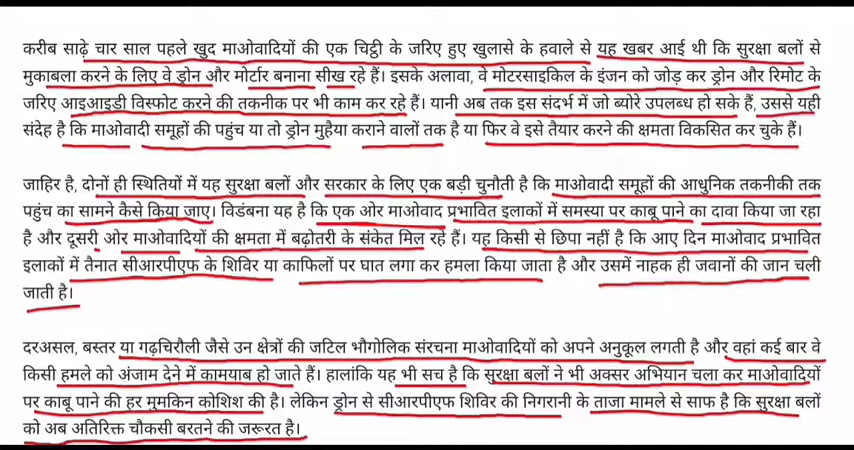 करीब साढ़े चार साल पहले खुद माओवादियों की एक चिट्ठी के जरिए हुए खुलासे के हवाले से यह खबर आई थी कि सुरक्षा बलों से
मुकाबला करने के लिए वे ड्रोन और मोर्टार बनाना सीख रहे हैं। इसके अलावा, वे मोटरसाइकिल के इंजन को जोड़ कर ड्रोन और रिमोट के
जरिए आइआइडी विस्फोट करने की तकनीक पर भी काम कर रहे हैं। यानी अब तक इस संदर्भ में जो ब्योरे उपलब्ध हो सके हैं, उससे यही
संदेह है कि माओवादी समूहों की पहुंच या तो ड्रोन मुहैया कराने वालों तक है या फिर वे इसे तैयार करने की क्षमता विकसित कर चुके हैं।
जाहिर है, दोनों ही स्थितियों में यह सुरक्षा बलों और सरकार के लिए एक बड़ी चुनौती है कि माओवादी समूहों की आधुनिक तकनीकी तक
पहुंच का सामने कैसे किया जाए। विडंबना यह है कि एक ओर माओवाद प्रभावित इलाकों में समस्या पर काबू पाने का दावा किया जा रहा
है और दूसरी ओर माओवादियों की क्षमता में बढ़ोतरी के संकेत मिल रहे हैं। यह किसी से छिपा नहीं है कि आए दिन माओवाद प्रभावित
इलाकों में तैनात सीआरपीएफ के शिविर या काफिलों पर घात लगा कर हमला किया जाता है और उसमें नाहक ही जवानों की जान चली
जाती है।
दरअसल, बस्तर या गढ़चिरौली जैसे उन क्षेत्रों की जटिल भौगोलिक संरचना माओवादियों को अपने अनुकूल लगती है और वहां कई बार वे
किसी हमले को अंजाम देने में कामयाब हो जाते हैं। हालांकि यह भी सच है कि सुरक्षा बलों ने भी अक्सर अभियान चला कर माओवादियों
पर काबू पाने की हर मुमकिन कोशिश की है। लेकिन ड्रोन से सीआरपीएफ शिविर की निगरानी के ताजा मामले से साफ है कि सुरक्षा बलों
को अब अतिरिक्त चौकसी बरतने की जरूरत है।